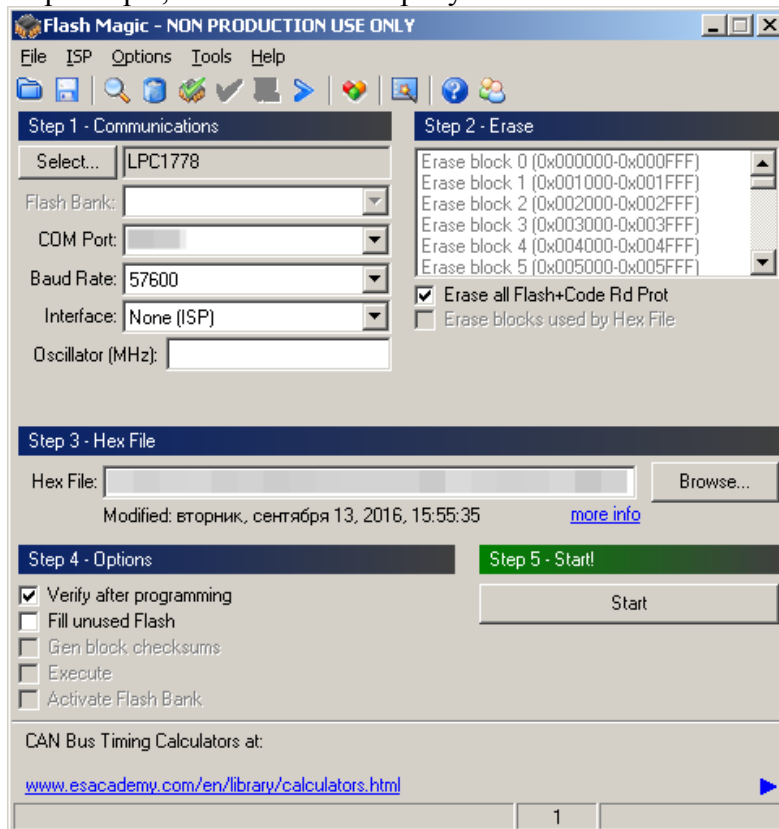 Flash Magic - NON PRODUCTION USE ONLY
File ISP Options Tools Help
Step 1 - Communications
Select... LPC1778
Flash Bank:
COM Port:
Baud Rate: 57600
Interface: None (ISP)
Oscillator (MHz):
Step 2 - Erase
Erase block 0 (0x000000-0x000FFF)
Erase block 1 (0x001000-0x001FFF)
Erase block 2 (0x002000-0x002FFF)
Erase block 3 (0x003000-0x003FFF)
Erase block 4 (0x004000-0x004FFF)
Erase block 5 (0x005000-0x005FFF)
Erase all Flash+Code Rd Prot
Erase blocks used by Hex File
Step 3 - Hex File
Hex File: Browse...
Modified: вторник, сентября 13, 2016, 15:55:35 more info
Step 4 - Options
Verify after programming
Fill unused Flash
Gen block checksums
Execute
Activate Flash Bank
Step 5 - Start!
Start
CAN Bus Timing Calculators at:
www.esacademy.com/en/library/calculators.html
1